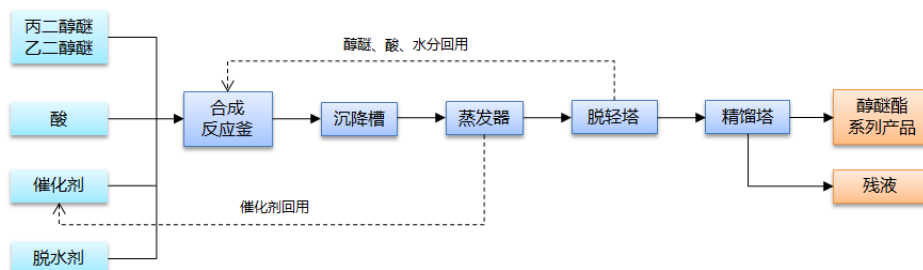 丙二醇醚
乙二醇醚
醇醚、酸、水分回用
酸
合成
反应釜
沉降槽
蒸发器
脱轻塔
精馏塔
醇醚酯
系列产品
催化剂
残液
催化剂回用
脱水剂